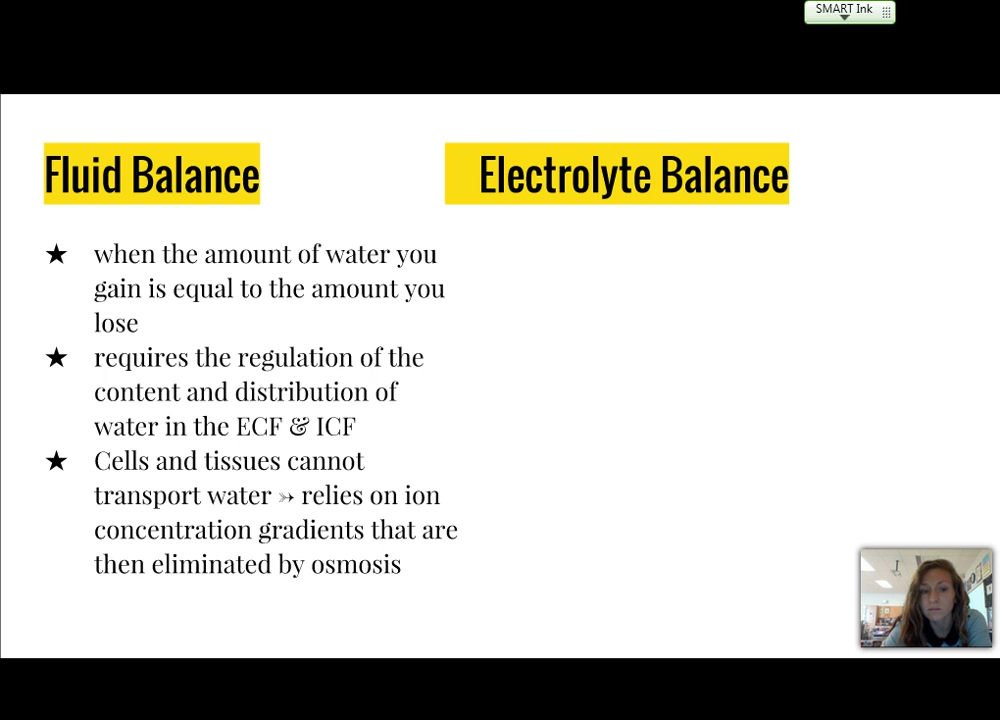 SMART Ink
Fluid Balance
Electrolyte Balance
★ when the amount of water you
gain is equal to the amount you
lose
★ requires the regulation of the
content and distribution of
water in the ECF & ICF
★ Cells and tissues cannot
transport water ➳ relies on ion
concentration gradients that are
then eliminated by osmosis